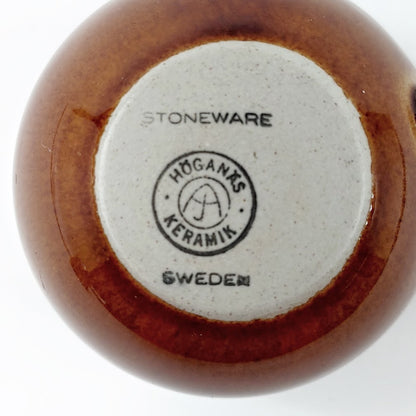 STONEWARE
HÖGANÄS
KERAMIK
SWEDEN